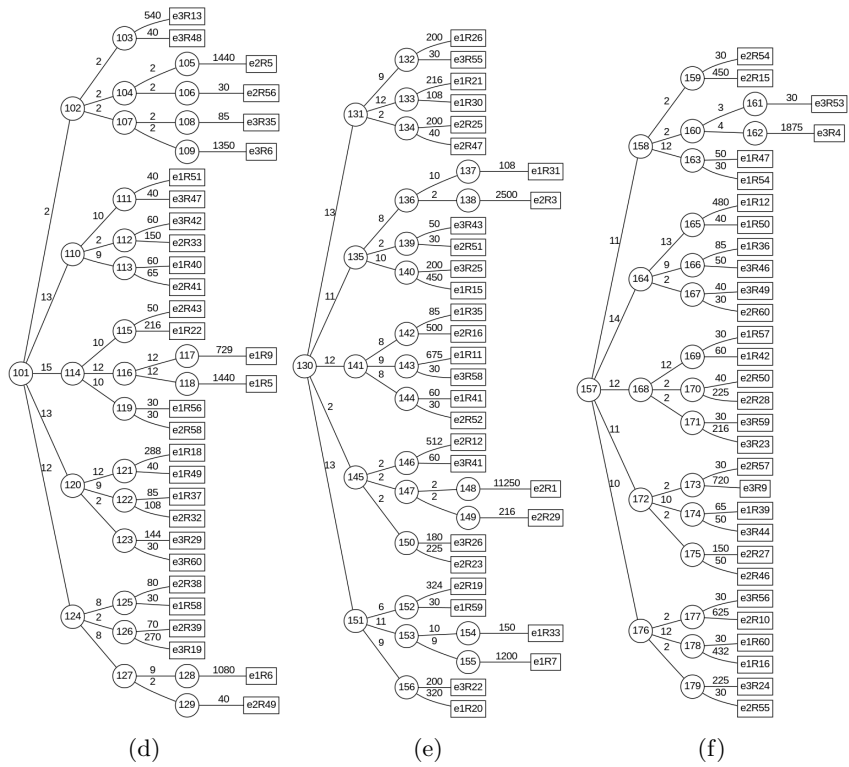 540 e3R13
103 40 e3R48
2
105 1440 e2R5
2
102 2 104 2 106 30 e2R56
2 107 2 108 85 e3R35
2
109 1350 e3R6
2
40 e1R51
111 40 e3R47
10
60 e3R42
110 2 112 150 e2R33
9 113 60 e1R40
65 e2R41
13
50 e2R43
115 216 e1R22
10
117 729 e1R9
12
101 15 114 12 116 12 118 1440 e1R5
10
119 30 e1R56
30 e2R58
13
288 e1R18
12 121 40 e1R49
120 9 122 85 e1R37
108 e2R32
2
123 144 e3R29
30 e3R60
12
80 e2R38
8 125 30 e1R58
124 2 126 70 e2R39
270 e3R19
8
127 9 128 1080 e1R6
2
129 40 e2R49
(d)
200 e1R26
132 30 e3R55
9
216 e1R21
131 12 133 108 e1R30
2 134 200 e2R25
40 e2R47
13
137 108 e1R31
10
136 2 138 2500 e2R3
8
50 e3R43
135 2 139 30 e2R51
10 140 200 e3R25
450 e1R15
11
85 e1R35
142 500 e2R16
8
675 e1R11
130 12 141 9 143 30 e3R58
8
144 60 e1R41
30 e2R52
2
512 e2R12
2 146 60 e3R41
145 2 147 2 148 11250 e2R1
2
149 216 e2R29
2
150 180 e3R26
225 e2R23
13
324 e2R19
6 152 30 e1R59
151 11 153 10 154 150 e1R33
9
155 1200 e1R7
9
156 200 e3R22
320 e1R20
(e)
30 e2R54
159 450 e2R15
2
161 30 e3R53
3
158 2 160 4 162 1875 e3R4
12 163 50 e1R47
30 e1R54
11
480 e1R12
165 40 e1R50
13
85 e1R36
164 9 166 50 e3R46
2 167 40 e3R49
30 e2R60
14
30 e1R57
169 60 e1R42
12
40 e2R50
157 12 168 2 170 225 e2R28
2
171 30 e3R59
216 e3R23
11
30 e2R57
2 173 720 e3R9
172 10 174 65 e1R39
50 e3R44
2
175 150 e2R27
50 e2R46
10
30 e3R56
2 177 625 e2R10
176 12 178 30 e1R60
432 e1R16
2
179 225 e3R24
30 e2R55
(f)